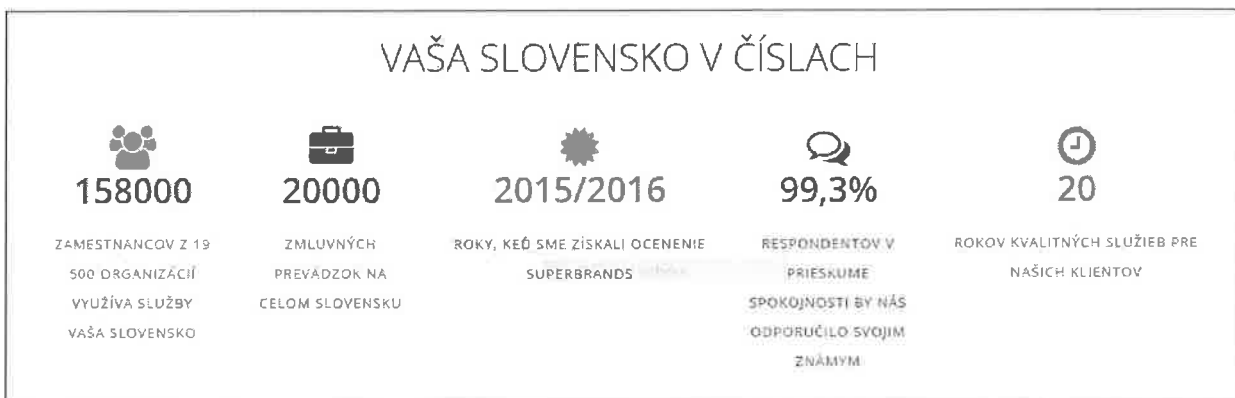 VAŠA SLOVENSKO V ČÍSLACH
158000
ZAMESTNANCOV Z 19
500 ORGANIZÁCIÍ
VYUŽÍVA SLUŽBY
VAŠA SLOVENSKO
20000
ZMLUVNÝCH
PREVÁDZOK NA
CELOM SLOVENSKU
2015/2016
ROKY, KEĎ SME ZÍSKALI OCENENIE
SUPERBRANDS
99,3%
RESPONDENTOV V
PRIESKUME
SPOKOJNOSTI BY NÁS
ODPORUČILO SVOJIM
ZNÁMYM
20
ROKOV KVALITNÝCH SLUŽIEB PRE
NAŠICH KLIENTOV